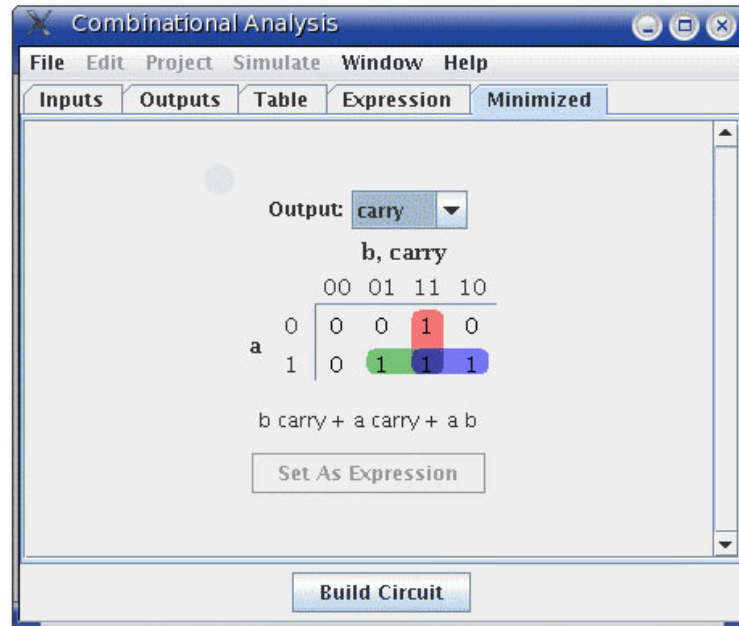 Combinational Analysis
File Edit Project Simulate Window Help
Inputs Outputs Table Expression Minimized
Output: carry
b, carry
00 01 11 10
a
0 0 0 1 0
1 0 1 1 1
b carry + a carry + a b
Set As Expression
Build Circuit